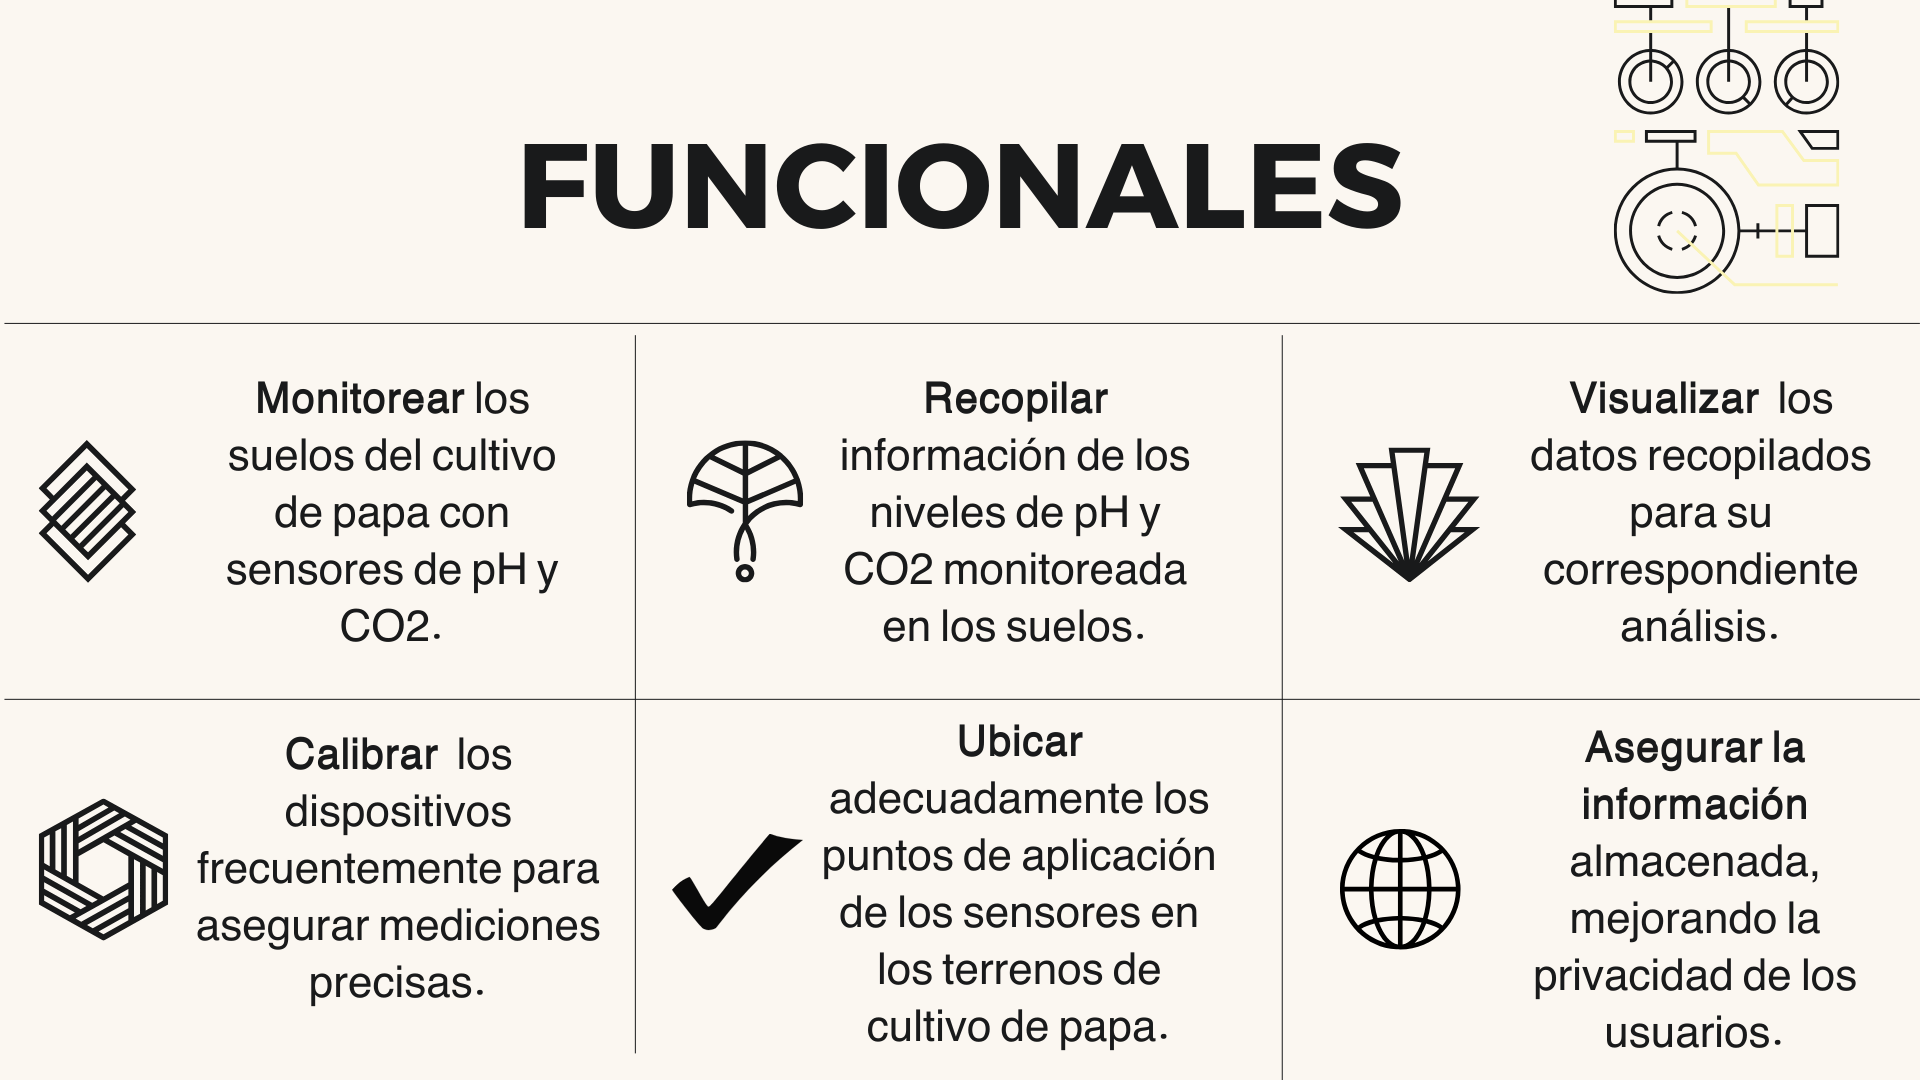 FUNCIONALES
Monitorear los
suelos del cultivo
de papa con
sensores de pH y
CO2.
Recopilar
información de los
niveles de pH y
CO2 monitoreada
en los suelos.
Visualizar los
datos recopilados
para su
correspondiente
análisis.
Calibrar los
dispositivos
frecuentemente para
asegurar mediciones
precisas.
Ubicar
adecuadamente los
puntos de aplicación
de los sensores en
los terrenos de
cultivo de papa.
Asegurar la
información
almacenada,
mejorando la
privacidad de los
usuarios.